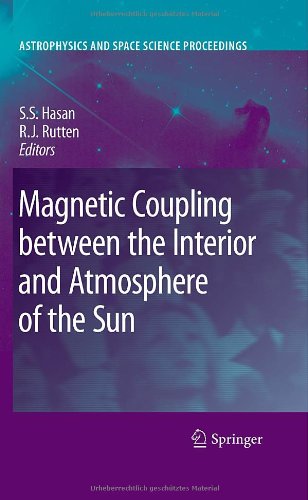 Urheberrechtlich geschütztes Material
ASTROPHYSICS AND SPACE SCIENCE PROCEEDINGS
S.S. Hasan
R.J. Rutten
Editors
Magnetic Coupling
between the Interior
and Atmosphere
of the Sun
Springer
Urheberrechtlich geschütztes Material